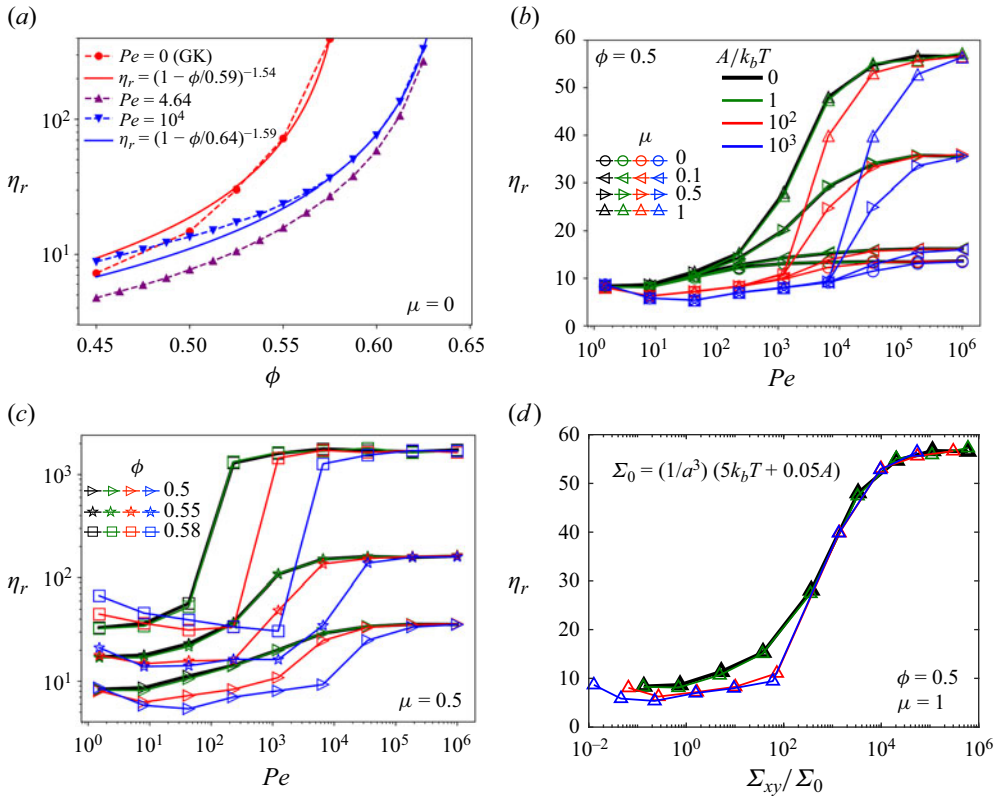 (a)
Pe = 0 (GK)
η_r = (1 – ϕ/0.59)^−1.54
Pe = 4.64
Pe = 10^4
η_r = (1 – ϕ/0.64)^−1.59
10^2
10^1
η_r
μ = 0
0.45 0.50 0.55 0.60 0.65
ϕ
(b)
ϕ = 0.5
A/k_bT
0
1
10^2
10^3
μ
0
0.1
0.5
1
60
50
40
30
20
10
0
η_r
10^0 10^1 10^2 10^3 10^4 10^5 10^6
Pe
(c)
ϕ
0.5
0.55
0.58
10^3
10^2
10^1
η_r
μ = 0.5
10^0 10^1 10^2 10^3 10^4 10^5 10^6
Pe
(d)
Σ_0 = (1/a^3) (5k_bT + 0.05A)
60
50
40
30
20
10
0
η_r
ϕ = 0.5
μ = 1
10^−2 10^0 10^2 10^4 10^6
Σ_xy/Σ_0